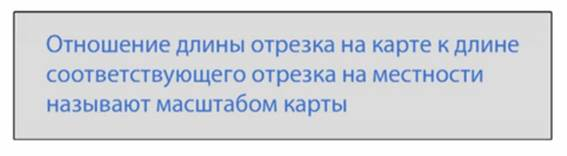 Отношение длины отрезка на карте к длине
соответствующего отрезка на местности
называют масштабом карты